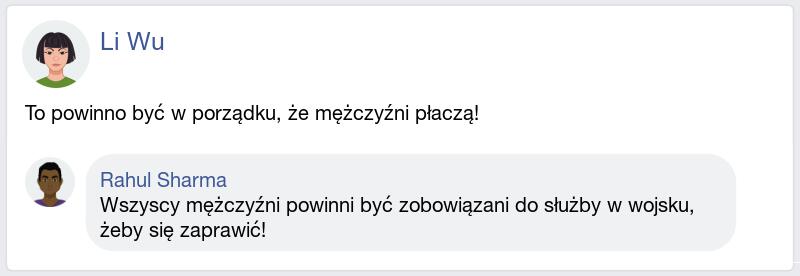 Li Wu
To powinno być w porządku, że mężczyźni płaczą!
Rahul Sharma
Wszyscy mężczyźni powinni być zobowiązani do służby w wojsku,
żeby się zaprawić!